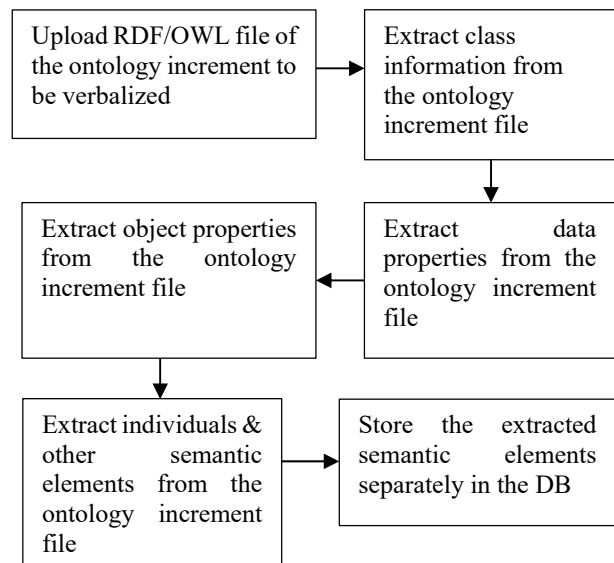 Upload RDF/OWL file of
the ontology increment to
be verbalized
Extract class
information from
the ontology
increment file
Extract data
properties from the
ontology increment
file
Extract object properties
from the ontology
increment file
Extract individuals &
other semantic
elements from the
ontology increment
file
Store the extracted
semantic elements
separately in the DB